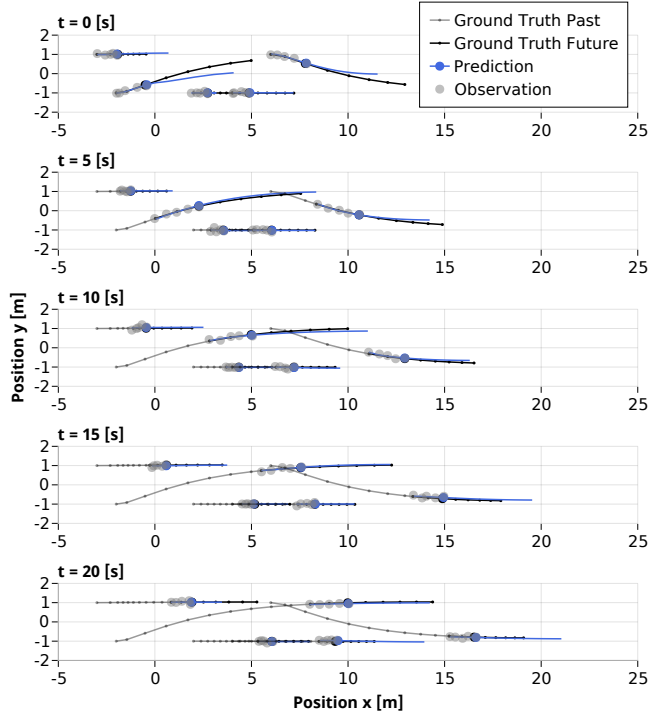 t = 0 [s]
Ground Truth Past
Ground Truth Future
Prediction
Observation
2
1
0
-1
-2
-5 0 5 10 15 20 25
t = 5 [s]
2
1
0
-1
-2
-5 0 5 10 15 20 25
t = 10 [s]
2
1
0
-1
-2
-5 0 5 10 15 20 25
Position y [m]
t = 15 [s]
2
1
0
-1
-2
-5 0 5 10 15 20 25
t = 20 [s]
2
1
0
-1
-2
-5 0 5 10 15 20 25
Position x [m]